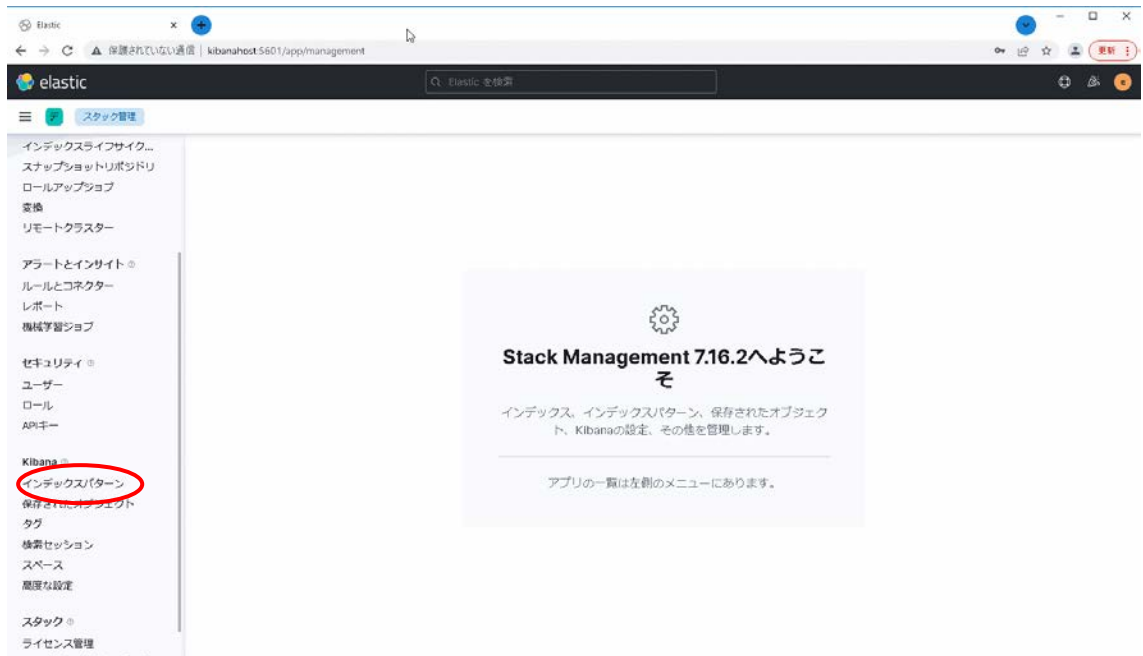 Elastic
保護されていない通信 | kibanahost:5601/app/management
更新
elastic
Elastic を検索
e
デ
スタック管理
インデックスライフサイク...
スナップショットリポジトリ
ロールアップジョブ
変換
リモートクラスター
アラートとインサイト
ルールとコネクター
レポート
機械学習ジョブ
セキュリティ
ユーザー
ロール
APIキー
Kibana
インデックスパターン
保存されたオブジェクト
タグ
検索セッション
スペース
高度な設定
スタック
ライセンス管理
Stack Management 7.16.2へようこ
そ
インデックス、インデックスパターン、保存されたオブジェク
ト、Kibanaの設定、その他を管理します。
アプリの一覧は左側のメニューにあります。